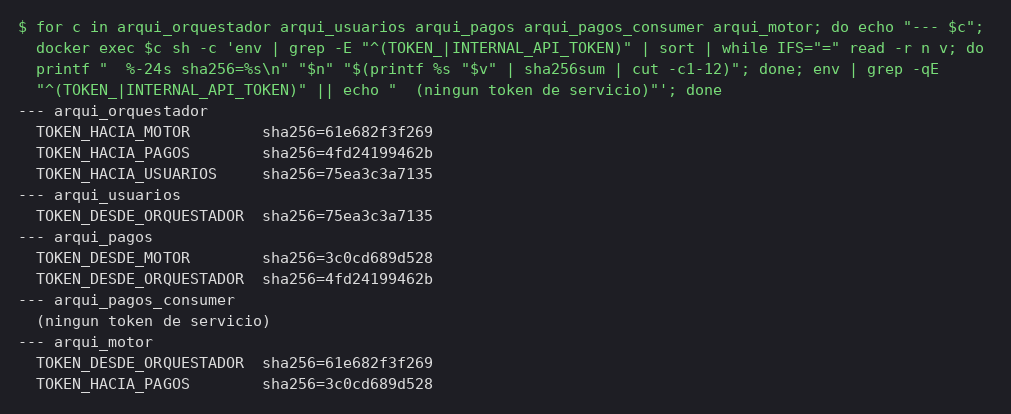 $ for c in arqui_orquestador arqui_usuarios arqui_pagos arqui_pagos_consumer arqui_motor; do echo "--- $c";
  docker exec $c sh -c 'env | grep -E "^(TOKEN_|INTERNAL_API_TOKEN)" | sort | while IFS="=" read -r n v; do
  printf "  %-24s sha256=%s\n" "$n" "$(printf %s "$v" | sha256sum | cut -c1-12)"; done; env | grep -qE
  "^(TOKEN_|INTERNAL_API_TOKEN)" || echo "  (ningun token de servicio)"'; done
--- arqui_orquestador
  TOKEN_HACIA_MOTOR        sha256=61e682f3f269
  TOKEN_HACIA_PAGOS        sha256=4fd24199462b
  TOKEN_HACIA_USUARIOS     sha256=75ea3c3a7135
--- arqui_usuarios
  TOKEN_DESDE_ORQUESTADOR  sha256=75ea3c3a7135
--- arqui_pagos
  TOKEN_DESDE_MOTOR        sha256=3c0cd689d528
  TOKEN_DESDE_ORQUESTADOR  sha256=4fd24199462b
--- arqui_pagos_consumer
  (ningun token de servicio)
--- arqui_motor
  TOKEN_DESDE_ORQUESTADOR  sha256=61e682f3f269
  TOKEN_HACIA_PAGOS        sha256=3c0cd689d528